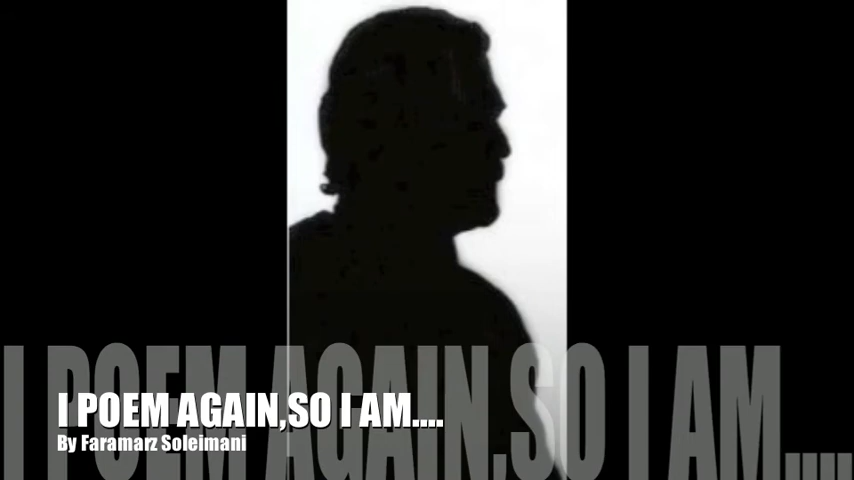 I POEM AGAIN,SO I AM....
I POEM AGAIN,SO I AM....
By Faramarz Soleimani